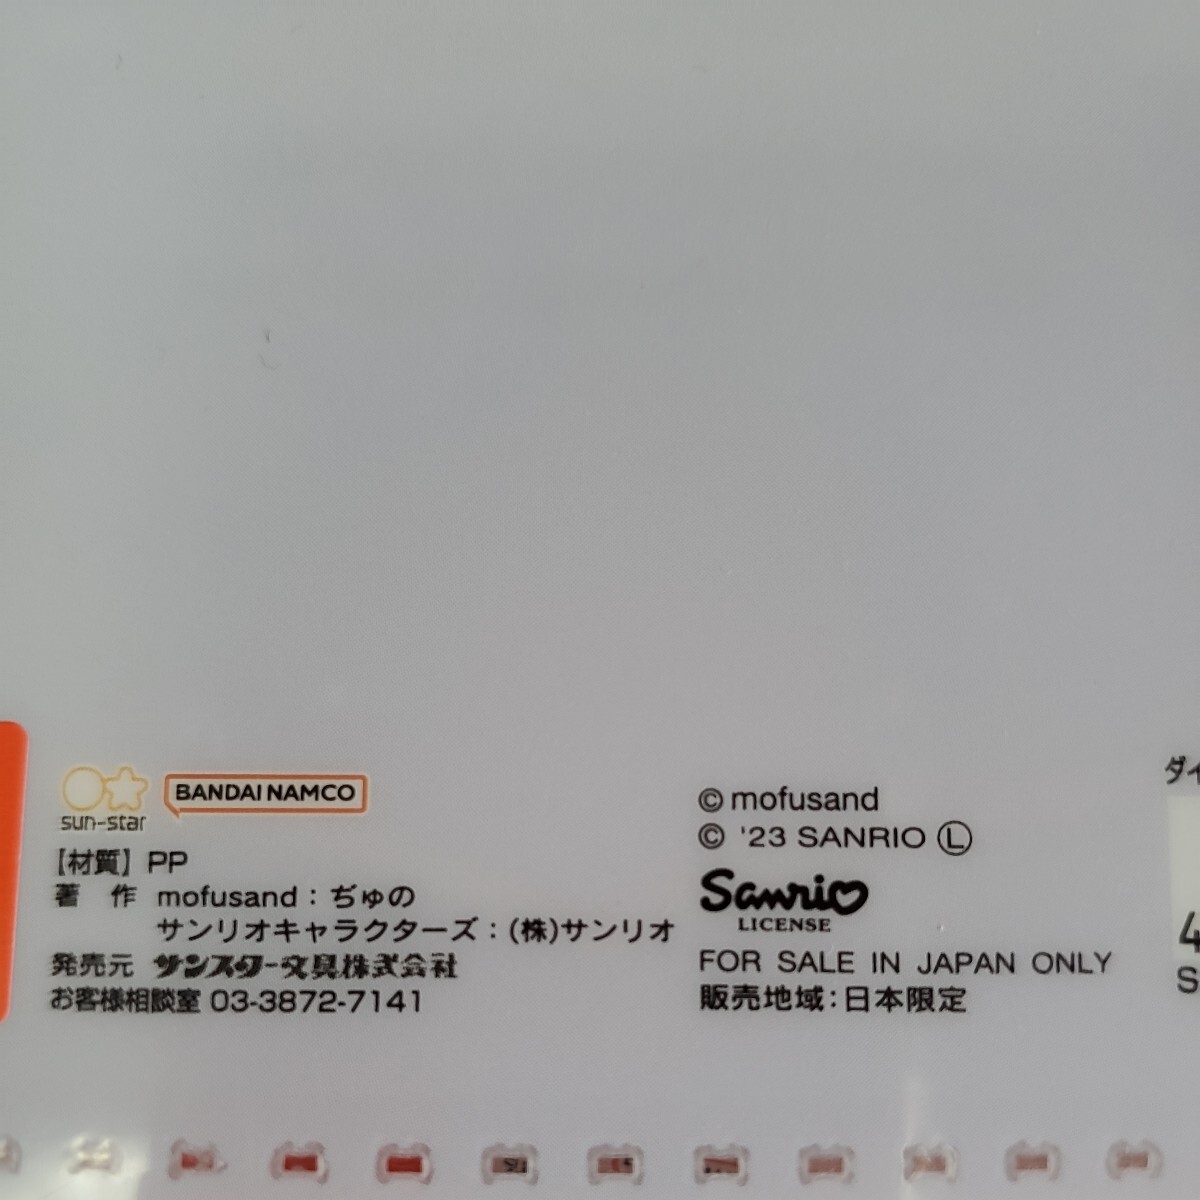 sun-star
BANDAI NAMCO
【材質】PP
著 作 mofusand：ぢゅの
サンリオキャラクターズ：(株)サンリオ
発売元 サンスター文具株式会社
お客様相談室 03-3872-7141
© mofusand
© '23 SANRIO Ⓛ
Sanrio
LICENSE
FOR SALE IN JAPAN ONLY
販売地域：日本限定
ダイ
4
S